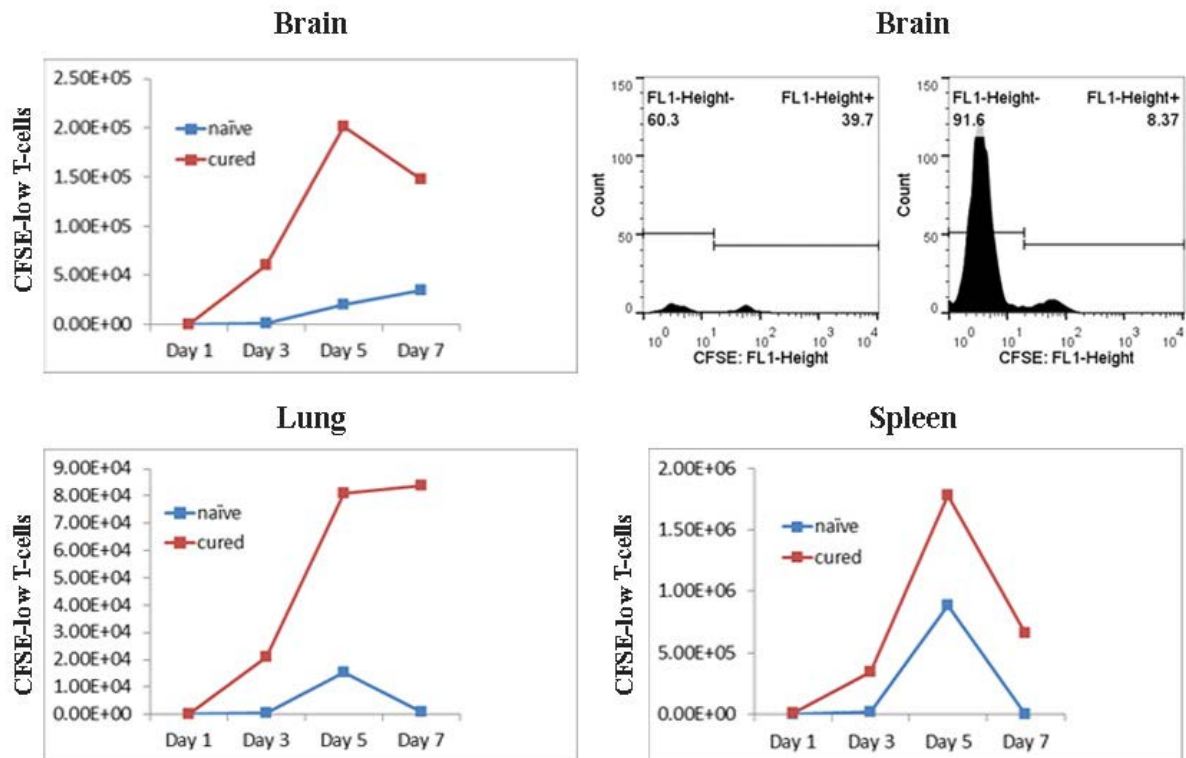 Brain
Brain
CFSE-low T-cells
2.50E+05
2.00E+05
1.50E+05
1.00E+05
5.00E+04
0.00E+00
naïve
cured
Day 1 Day 3 Day 5 Day 7
150
100
50
0
Count
FL1-Height- FL1-Height+
60.3 39.7
10^0 10^1 10^2 10^3 10^4
CFSE: FL1-Height
150
100
50
0
Count
FL1-Height- FL1-Height+
91.6 8.37
10^0 10^1 10^2 10^3 10^4
CFSE: FL1-Height
Lung
Spleen
CFSE-low T-cells
9.00E+04
8.00E+04
7.00E+04
6.00E+04
5.00E+04
4.00E+04
3.00E+04
2.00E+04
1.00E+04
0.00E+00
naïve
cured
Day 1 Day 3 Day 5 Day 7
CFSE-low T-cells
2.00E+06
1.50E+06
1.00E+06
5.00E+05
0.00E+00
naïve
cured
Day 1 Day 3 Day 5 Day 7